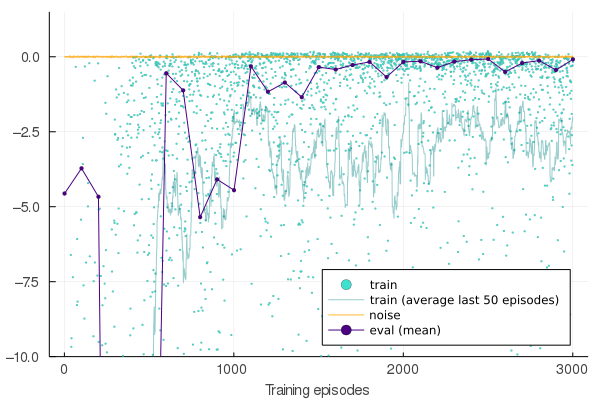 0.0
−2.5
−5.0
−7.5
−10.0
train
train (average last 50 episodes)
noise
eval (mean)
0 1000 2000 3000
Training episodes